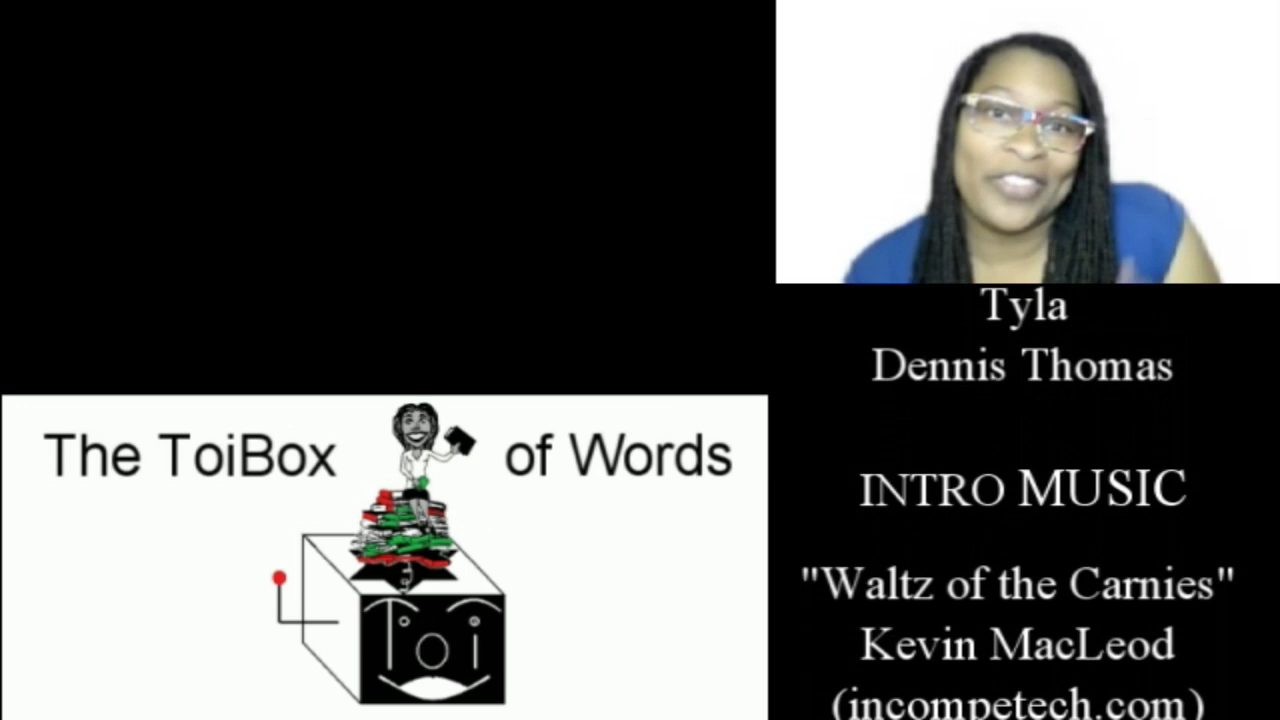 The ToiBox of Words
Toi
Tyla
Dennis Thomas
INTRO MUSIC
"Waltz of the Carnies"
Kevin MacLeod
(incompetech.com)